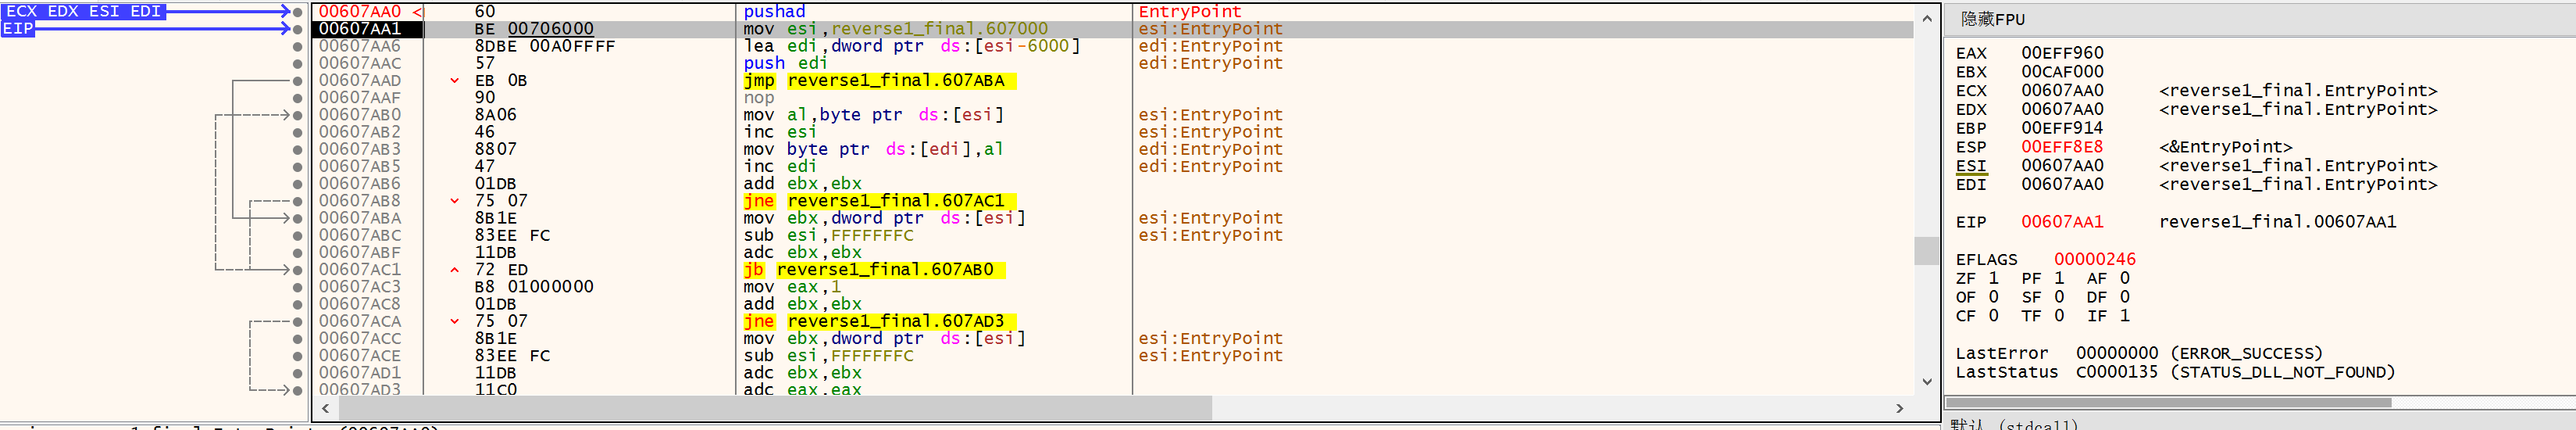 ECX EDX ESI EDI
EIP
00607AA0 < 60 pushad EntryPoint
00607AA1 BE 00706000 mov esi,reverse1_final.607000 esi:EntryPoint
00607AA6 8DBE 00A0FFFF lea edi,dword ptr ds:[esi-6000] edi:EntryPoint
00607AAC 57 push edi edi:EntryPoint
00607AAD EB 0B jmp reverse1_final.607ABA
00607AAF 90 nop
00607AB0 8A06 mov al,byte ptr ds:[esi] esi:EntryPoint
00607AB2 46 inc esi esi:EntryPoint
00607AB3 8807 mov byte ptr ds:[edi],al edi:EntryPoint
00607AB5 47 inc edi edi:EntryPoint
00607AB6 01DB add ebx,ebx
00607AB8 75 07 jne reverse1_final.607AC1
00607ABA 8B1E mov ebx,dword ptr ds:[esi] esi:EntryPoint
00607ABC 83EE FC sub esi,FFFFFFFC esi:EntryPoint
00607ABF 11DB adc ebx,ebx
00607AC1 72 ED jb reverse1_final.607AB0
00607AC3 B8 01000000 mov eax,1
00607AC8 01DB add ebx,ebx
00607ACA 75 07 jne reverse1_final.607AD3
00607ACC 8B1E mov ebx,dword ptr ds:[esi] esi:EntryPoint
00607ACE 83EE FC sub esi,FFFFFFFC esi:EntryPoint
00607AD1 11DB adc ebx,ebx
00607AD3 11C0 adc eax,eax
隐藏FPU
EAX 00EFF960
EBX 00CAF000
ECX 00607AA0 <reverse1_final.EntryPoint>
EDX 00607AA0 <reverse1_final.EntryPoint>
EBP 00EFF914
ESP 00EFF8E8 <&EntryPoint>
ESI 00607AA0 <reverse1_final.EntryPoint>
EDI 00607AA0 <reverse1_final.EntryPoint>
EIP 00607AA1 reverse1_final.00607AA1
EFLAGS 00000246
ZF 1 PF 1 AF 0
OF 0 SF 0 DF 0
CF 0 TF 0 IF 1
LastError 00000000 (ERROR_SUCCESS)
LastStatus C0000135 (STATUS_DLL_NOT_FOUND)
默认 (stdcall)